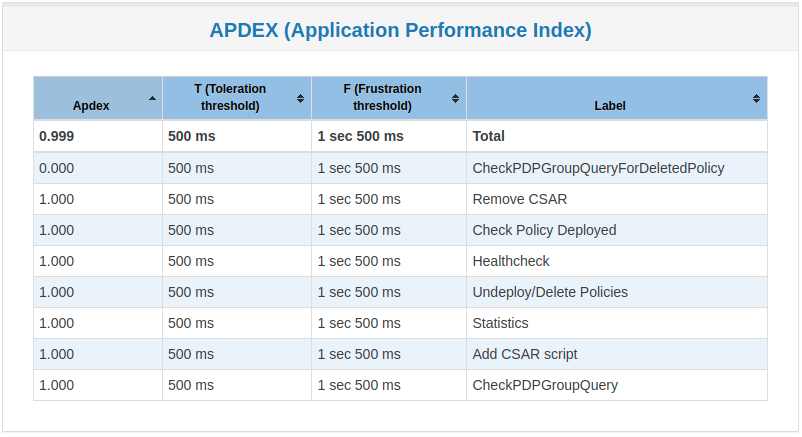 APDEX (Application Performance Index)
Apdex T (Toleration threshold) F (Frustration threshold) Label
0.999 500 ms 1 sec 500 ms Total
0.000 500 ms 1 sec 500 ms CheckPDPGroupQueryForDeletedPolicy
1.000 500 ms 1 sec 500 ms Remove CSAR
1.000 500 ms 1 sec 500 ms Check Policy Deployed
1.000 500 ms 1 sec 500 ms Healthcheck
1.000 500 ms 1 sec 500 ms Undeploy/Delete Policies
1.000 500 ms 1 sec 500 ms Statistics
1.000 500 ms 1 sec 500 ms Add CSAR script
1.000 500 ms 1 sec 500 ms CheckPDPGroupQuery